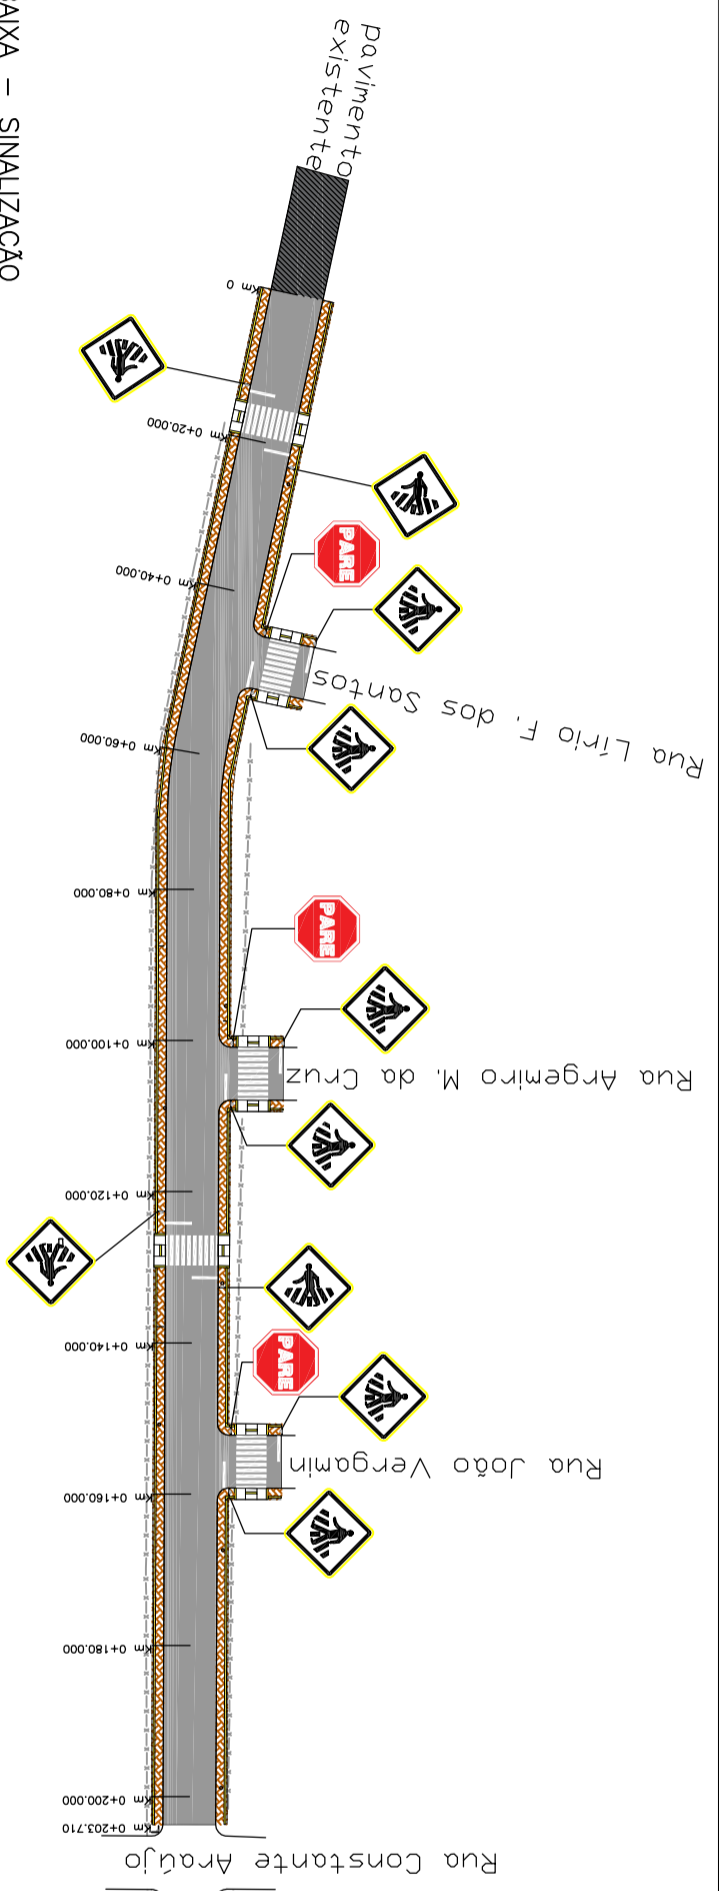 BAIXA – SINALIZAÇÃO
pavimento
existente
Km 0
Km 0+20.000
PARE
Km 0+40.000
Rua Lírio F. dos Santos
Km 0+60.000
Km 0+80.000
PARE
Km 0+100.000
Rua Argemiro M. da Cruz
Km 0+120.000
Km 0+140.000
PARE
Rua João Vergamin
Km 0+160.000
Km 0+180.000
Km 0+200.000
Km 0+203.710
Rua Constante Araújo